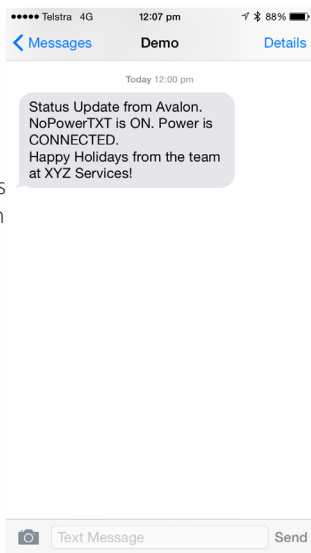 Telstra 4G 12:07 pm 88%
Messages Demo Details
Today 12:00 pm
Status Update from Avalon.
NoPowerTXT is ON. Power is
CONNECTED.
Happy Holidays from the team
at XYZ Services!
s
n
Text Message Send